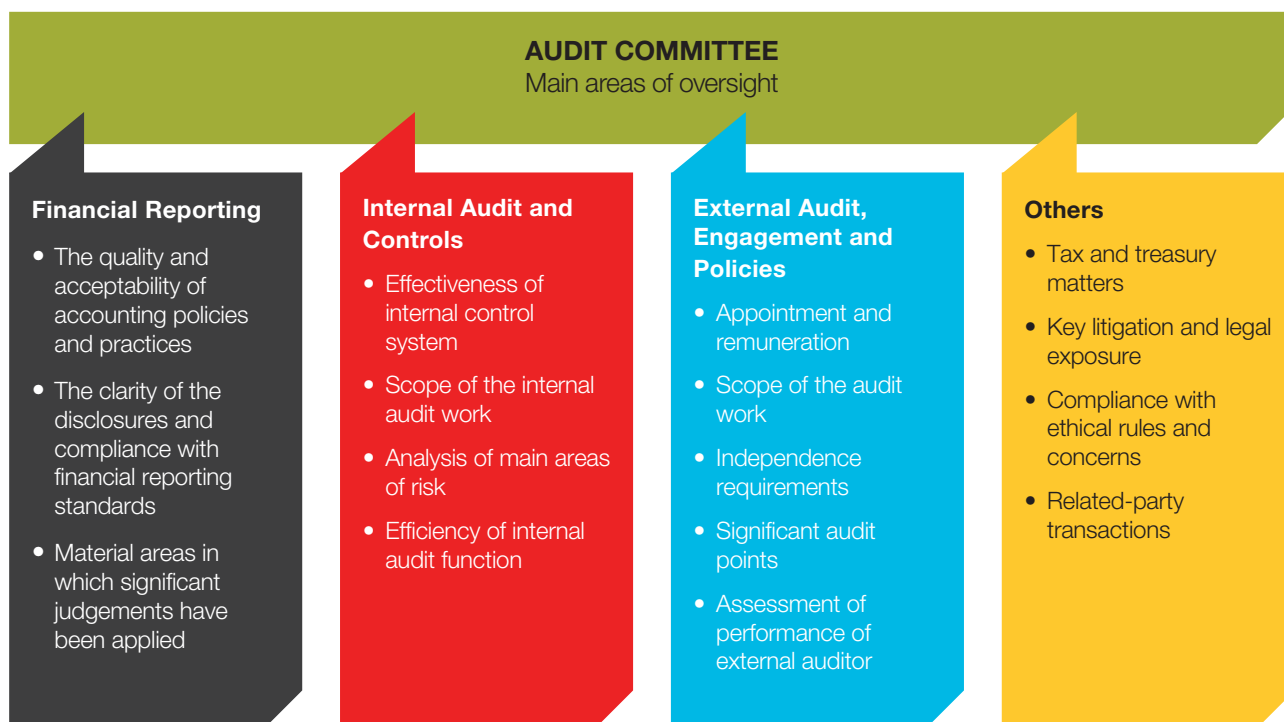 AUDIT COMMITTEE
Main areas of oversight
Financial Reporting
• The quality and
acceptability of
accounting policies
and practices
• The clarity of the
disclosures and
compliance with
financial reporting
standards
• Material areas in
which significant
judgements have
been applied
Internal Audit and
Controls
• Effectiveness of
internal control
system
• Scope of the internal
audit work
• Analysis of main areas
of risk
• Efficiency of internal
audit function
External Audit,
Engagement and
Policies
• Appointment and
remuneration
• Scope of the audit
work
• Independence
requirements
• Significant audit
points
• Assessment of
performance of
external auditor
Others
• Tax and treasury
matters
• Key litigation and legal
exposure
• Compliance with
ethical rules and
concerns
• Related-party
transactions